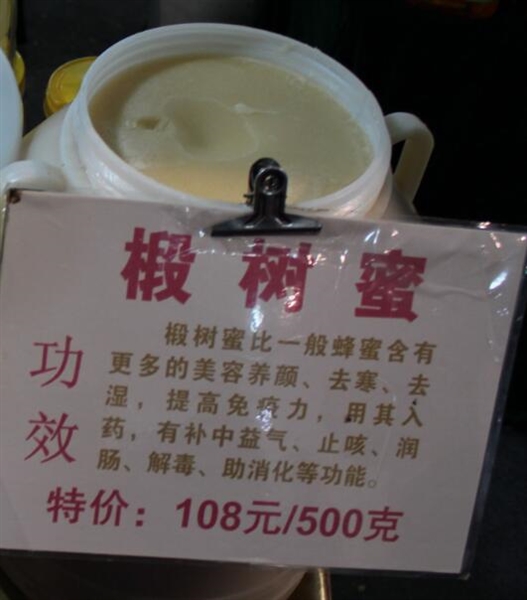 椴树蜜
功效
椴树蜜比一般蜂蜜含有
更多的美容养颜、去寒、去
湿，提高免疫力，用其入
药，有补中益气、止咳、润
肠、解毒、助消化等功能。
特价：108元/500克